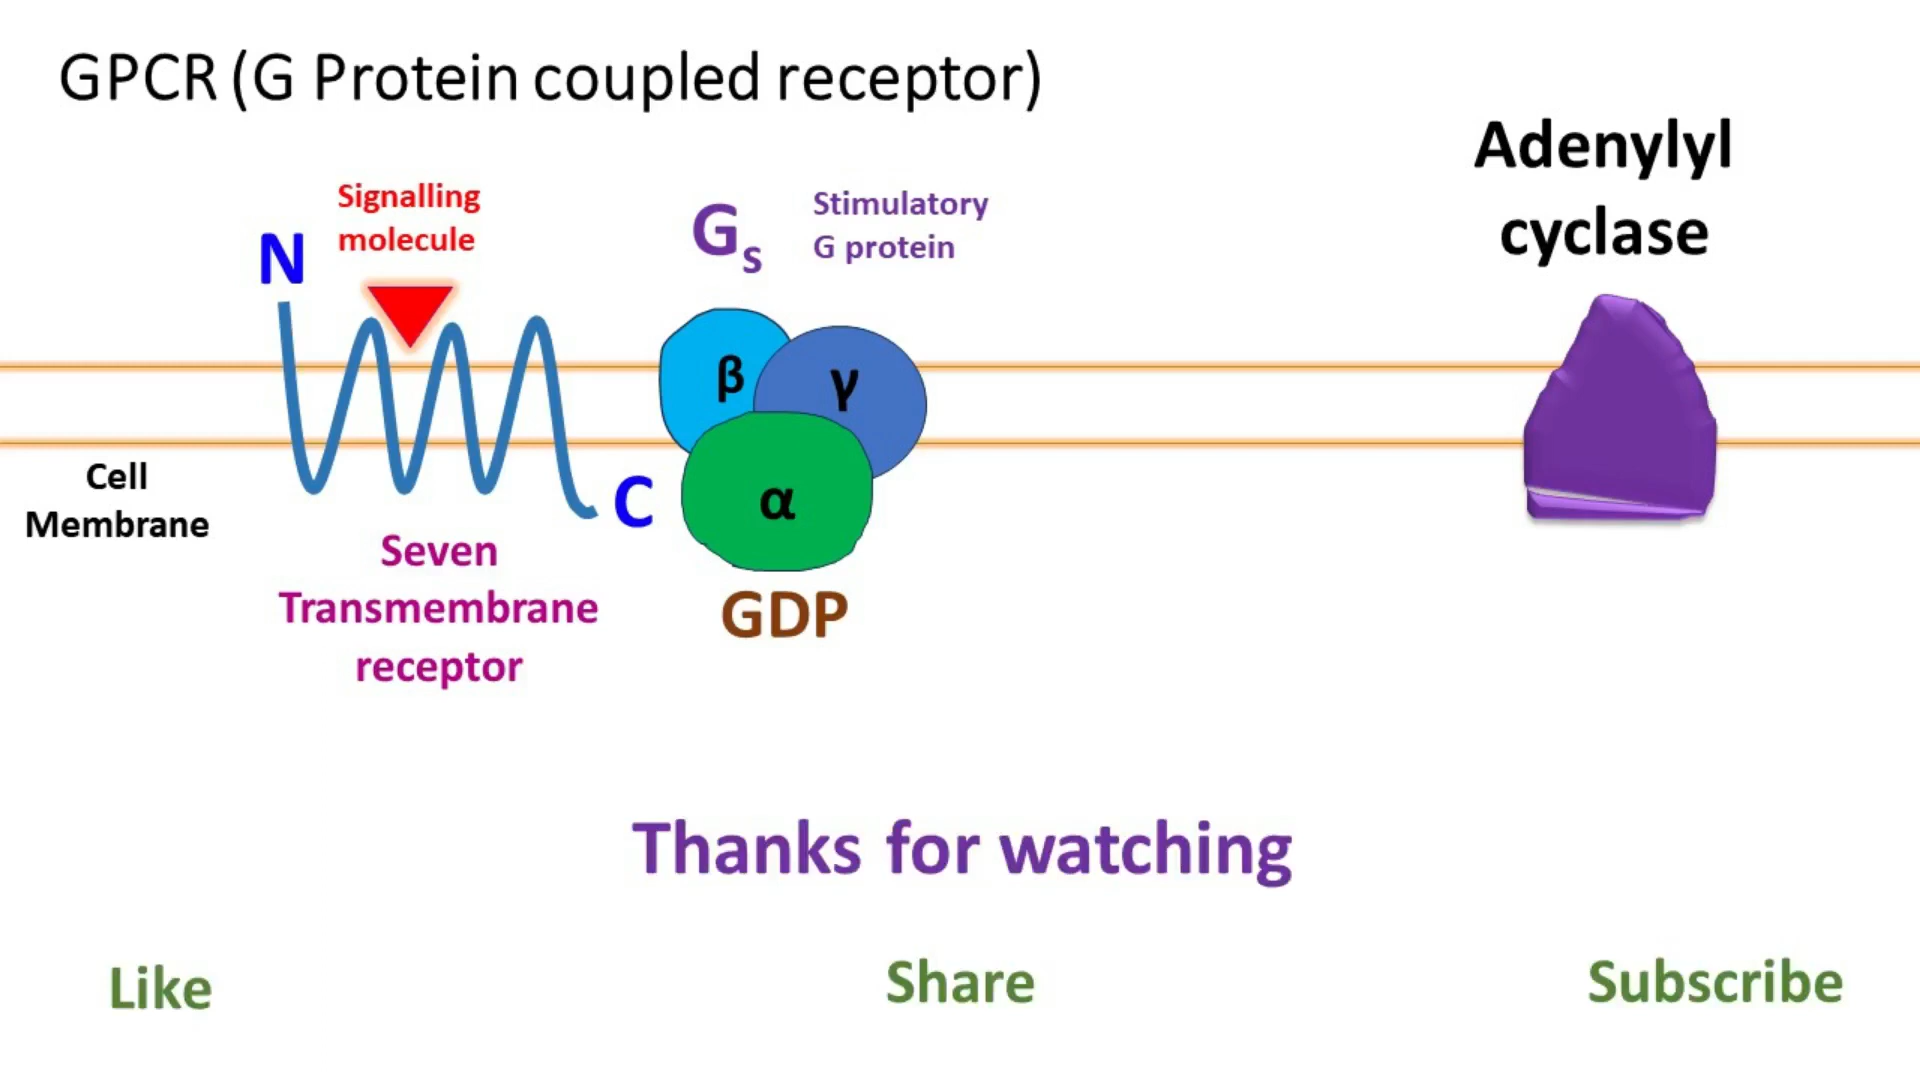 GPCR (G Protein coupled receptor)
Adenylyl
cyclase
Signalling
molecule
N
Gs
Stimulatory
G protein
β
γ
α
C
Cell
Membrane
Seven
Transmembrane
receptor
GDP
Thanks for watching
Like
Share
Subscribe